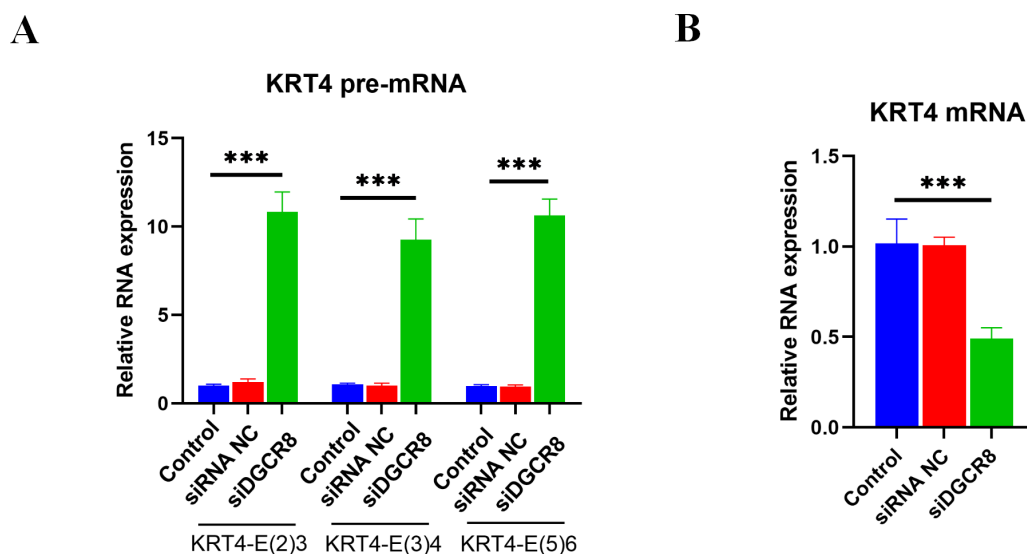 A
KRT4 pre-mRNA
Relative RNA expression
15
10
5
0
***
***
***
Control
siRNA NC
siDGCR8
Control
siRNA NC
siDGCR8
Control
siRNA NC
siDGCR8
KRT4-E(2)3
KRT4-E(3)4
KRT4-E(5)6
B
KRT4 mRNA
Relative RNA expression
1.5
1.0
0.5
0.0
***
Control
siRNA NC
siDGCR8